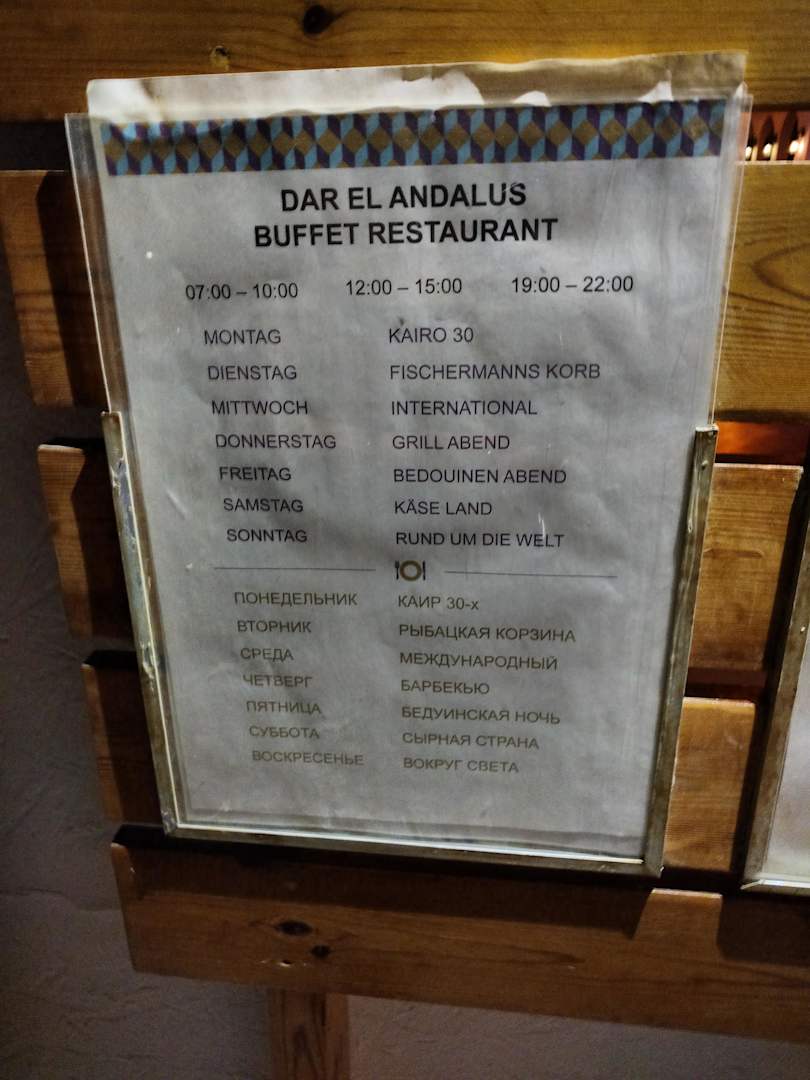 DAR EL ANDALUS
BUFFET RESTAURANT
07:00 – 10:00 12:00 – 15:00 19:00 – 22:00
MONTAG KAIRO 30
DIENSTAG FISCHERMANNS KORB
MITTWOCH INTERNATIONAL
DONNERSTAG GRILL ABEND
FREITAG BEDOUINEN ABEND
SAMSTAG KÄSE LAND
SONNTAG RUND UM DIE WELT
ПОНЕДЕЛЬНИК КАИР 30-х
ВТОРНИК РЫБАЦКАЯ КОРЗИНА
СРЕДА МЕЖДУНАРОДНЫЙ
ЧЕТВЕРГ БАРБЕКЬЮ
ПЯТНИЦА БЕДУИНСКАЯ НОЧЬ
СУББОТА СЫРНАЯ СТРАНА
ВОСКРЕСЕНЬЕ ВОКРУГ СВЕТА